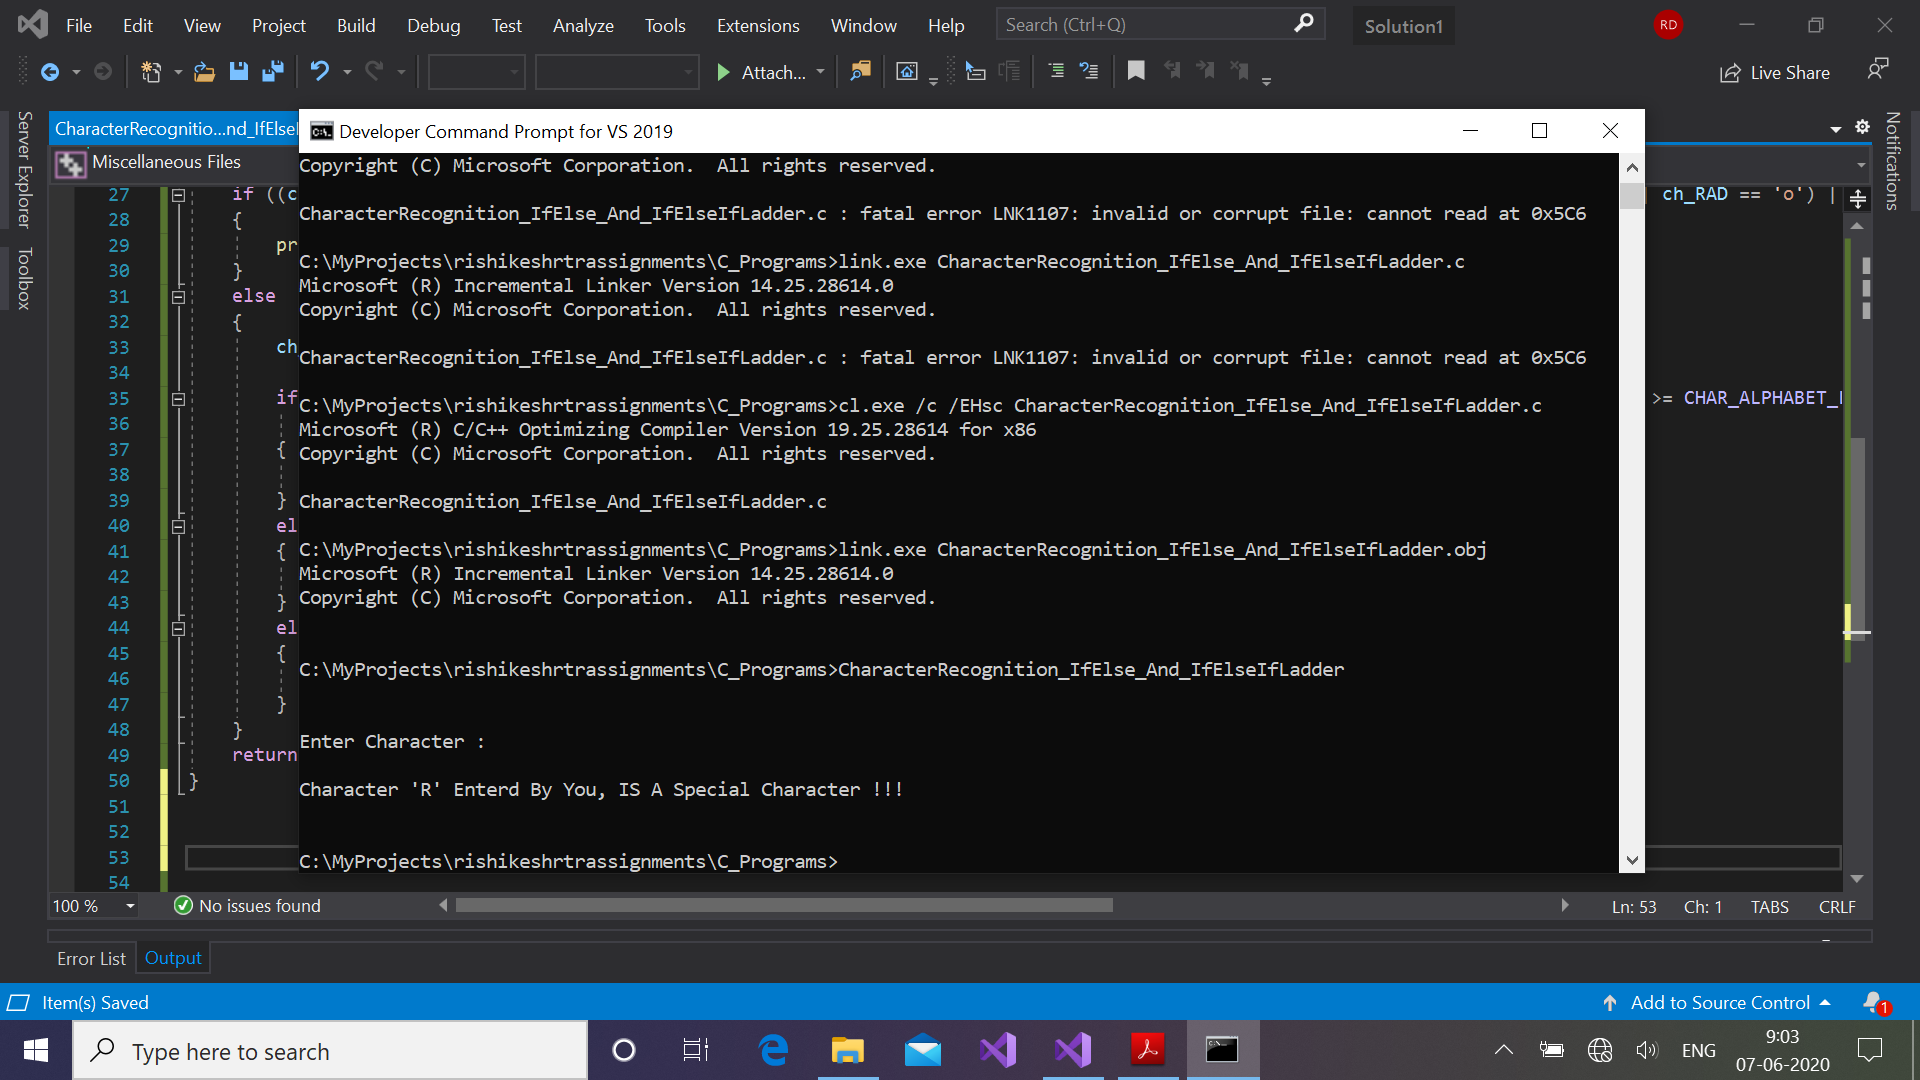 File Edit View Project Build Debug Test Analyze Tools Extensions Window Help Search (Ctrl+Q) Solution1 RD
Attach... Live Share
Server Explorer
Toolbox
Notifications
CharacterRecognitio...nd_IfElseI
Miscellaneous Files
Developer Command Prompt for VS 2019
Copyright (C) Microsoft Corporation.  All rights reserved.
CharacterRecognition_IfElse_And_IfElseIfLadder.c : fatal error LNK1107: invalid or corrupt file: cannot read at 0x5C6
C:\MyProjects\rishikeshrtrassignments\C_Programs>link.exe CharacterRecognition_IfElse_And_IfElseIfLadder.c
Microsoft (R) Incremental Linker Version 14.25.28614.0
Copyright (C) Microsoft Corporation.  All rights reserved.
CharacterRecognition_IfElse_And_IfElseIfLadder.c : fatal error LNK1107: invalid or corrupt file: cannot read at 0x5C6
C:\MyProjects\rishikeshrtrassignments\C_Programs>cl.exe /c /EHsc CharacterRecognition_IfElse_And_IfElseIfLadder.c
Microsoft (R) C/C++ Optimizing Compiler Version 19.25.28614 for x86
Copyright (C) Microsoft Corporation.  All rights reserved.
CharacterRecognition_IfElse_And_IfElseIfLadder.c
C:\MyProjects\rishikeshrtrassignments\C_Programs>link.exe CharacterRecognition_IfElse_And_IfElseIfLadder.obj
Microsoft (R) Incremental Linker Version 14.25.28614.0
Copyright (C) Microsoft Corporation.  All rights reserved.
C:\MyProjects\rishikeshrtrassignments\C_Programs>CharacterRecognition_IfElse_And_IfElseIfLadder
Enter Character :
Character 'R' Enterd By You, IS A Special Character !!!
C:\MyProjects\rishikeshrtrassignments\C_Programs>
27 if ((c ch_RAD == 'o') |
28 {
29 pr
30 }
31 else
32 {
33 ch
34
35 if >= CHAR_ALPHABET_
36
37 {
38
39 }
40 el
41 {
42
43 }
44 el
45 {
46
47 }
48 }
49 return
50 }
51
52
53
54
100 % No issues found Ln: 53 Ch: 1 TABS CRLF
Error List Output
Item(s) Saved Add to Source Control 1
Type here to search ENG 9:03
07-06-2020